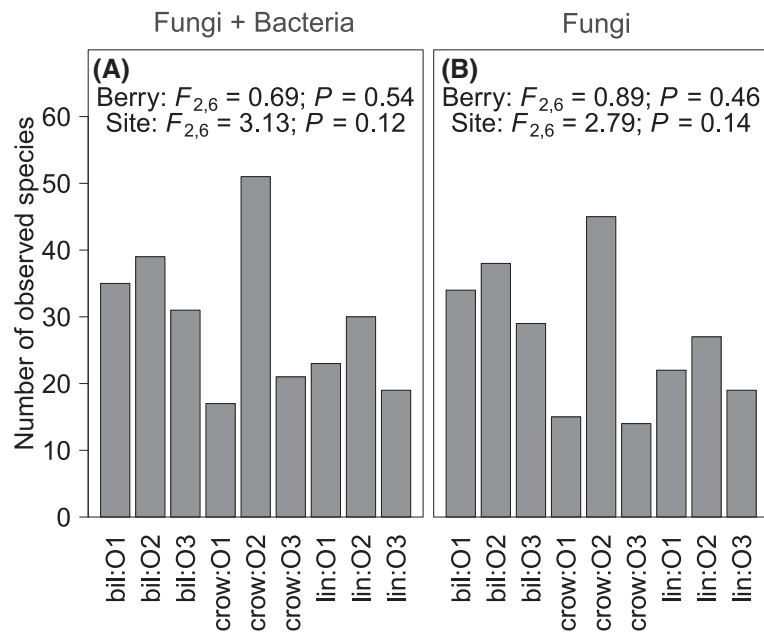 Fungi + Bacteria
(A)
Berry: F2,6 = 0.69; P = 0.54
Site: F2,6 = 3.13; P = 0.12
Fungi
(B)
Berry: F2,6 = 0.89; P = 0.46
Site: F2,6 = 2.79; P = 0.14
Number of observed species
60
50
40
30
20
10
0
bil:O1
bil:O2
bil:O3
crow:O1
crow:O2
crow:O3
lin:O1
lin:O2
lin:O3
bil:O1
bil:O2
bil:O3
crow:O1
crow:O2
crow:O3
lin:O1
lin:O2
lin:O3